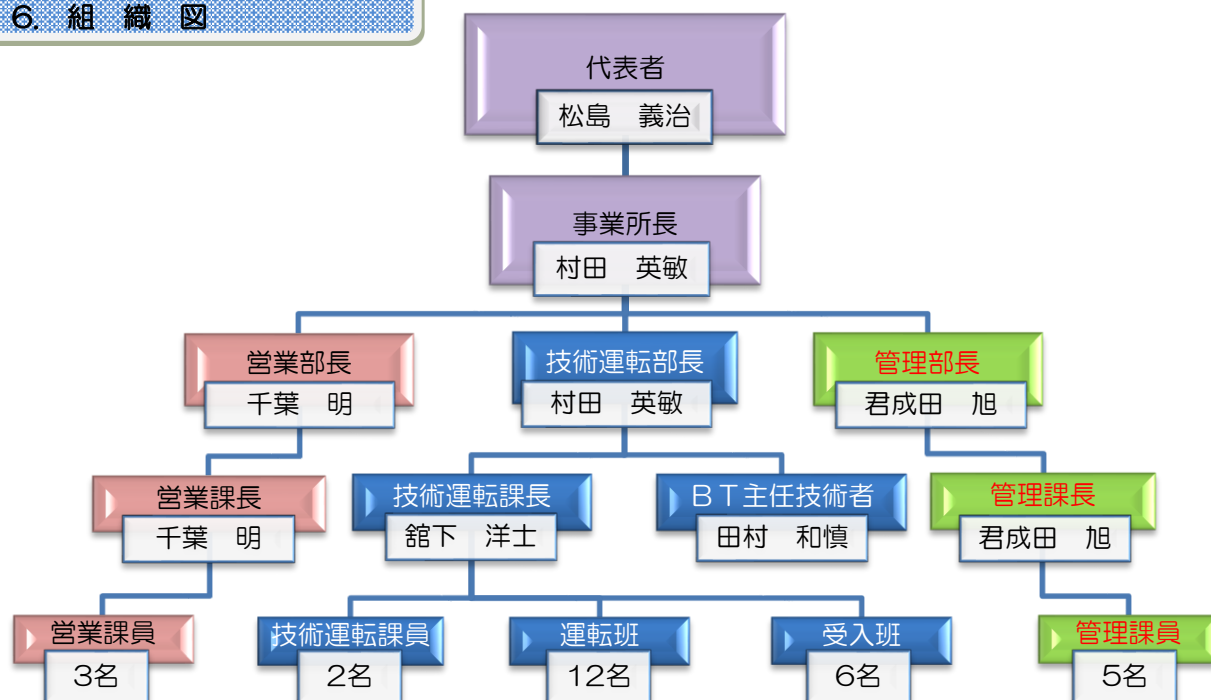 6. 組 織 図
代表者
松島 義治
事業所長
村田 英敏
営業部長
千葉 明
技術運転部長
村田 英敏
管理部長
君成田 旭
営業課長
千葉 明
技術運転課長
舘下 洋士
BT主任技術者
田村 和慎
管理課長
君成田 旭
営業課員
3名
技術運転課員
2名
運転班
12名
受入班
6名
管理課員
5名